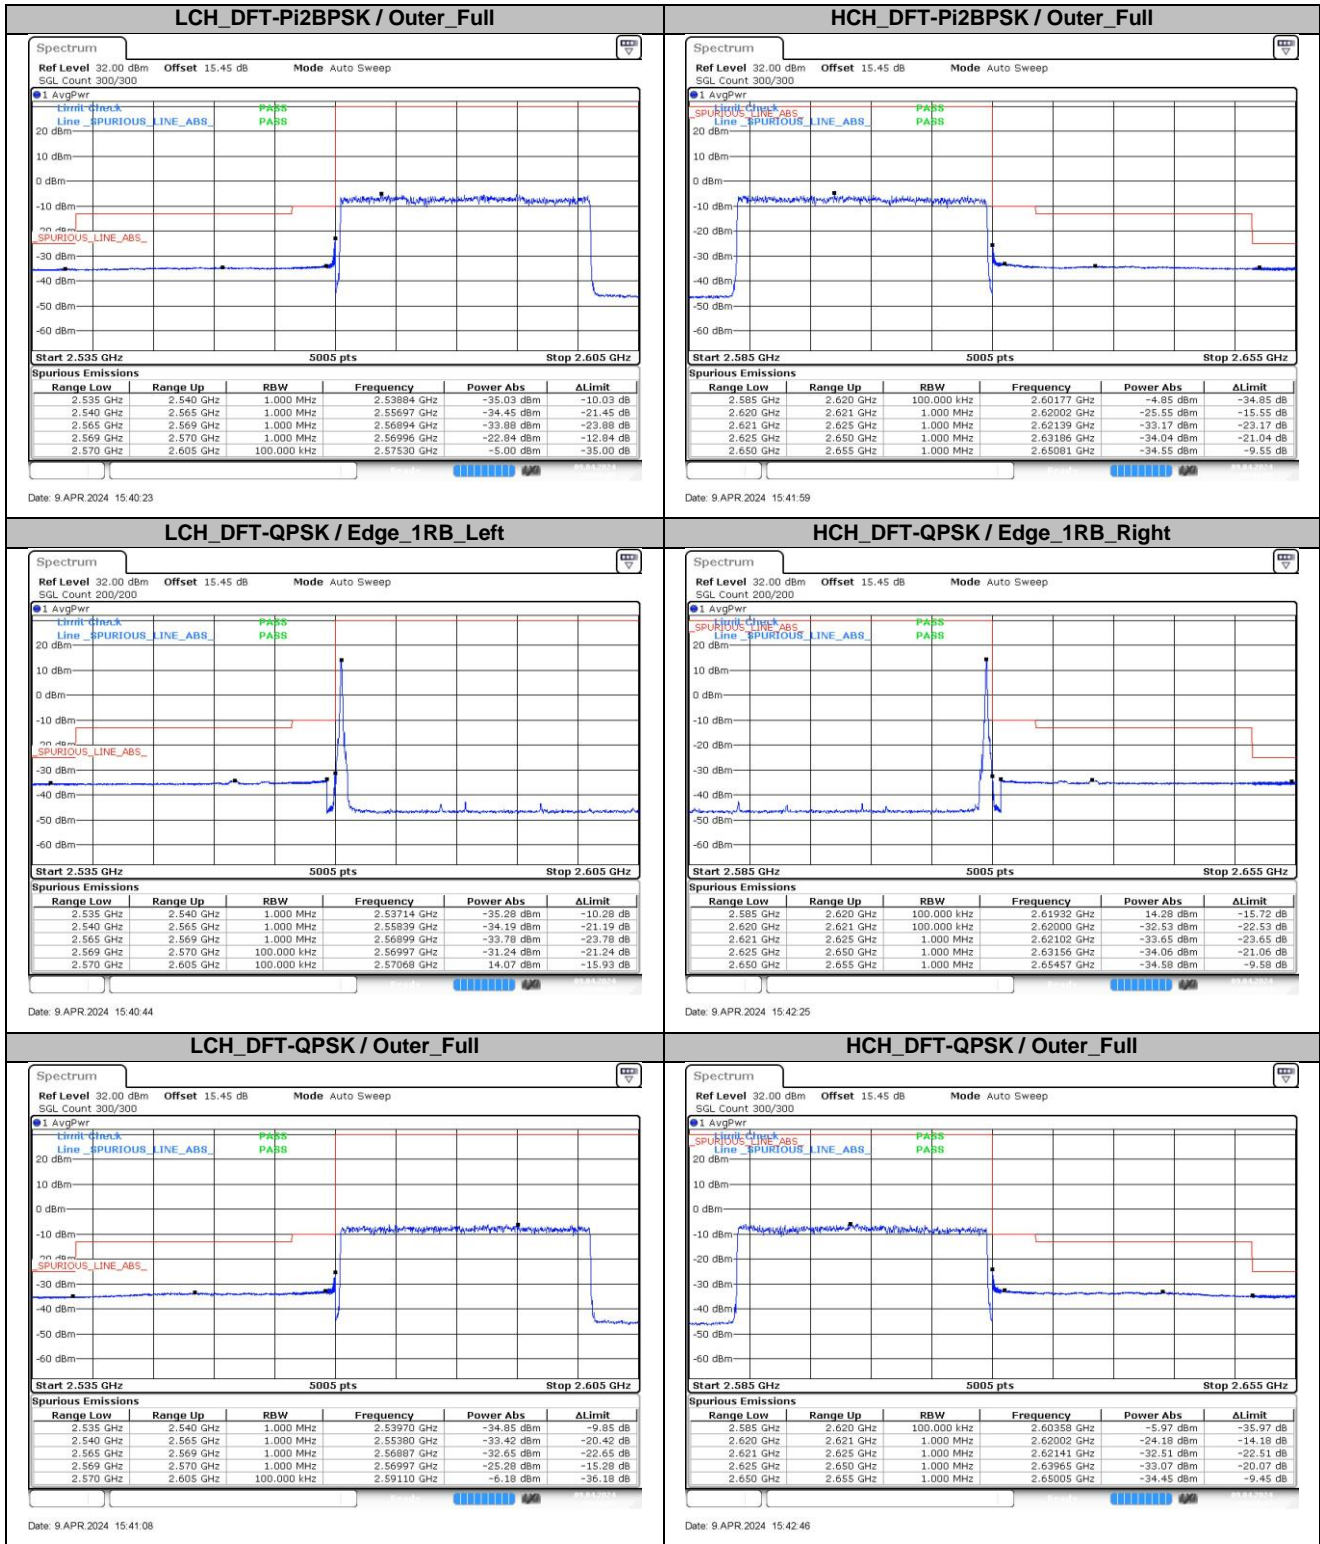 LCH_DFT-Pi2BPSK / Outer_Full
Spectrum
Ref Level 32.00 dBm Offset 15.45 dB Mode Auto Sweep
SGL Count 300/300
1 AvgPwr
Limit Check PASS
Line _SPURIOUS_LINE_ABS_ PASS
20 dBm
10 dBm
0 dBm
-10 dBm
-20 dBm
_SPURIOUS_LINE_ABS_
-30 dBm
-40 dBm
-50 dBm
-60 dBm
Start 2.535 GHz 5005 pts Stop 2.605 GHz
Spurious Emissions
Range Low Range Up RBW Frequency Power Abs ΔLimit
2.535 GHz 2.540 GHz 1.000 MHz 2.53884 GHz -35.03 dBm -10.03 dB
2.540 GHz 2.565 GHz 1.000 MHz 2.55697 GHz -34.45 dBm -21.45 dB
2.565 GHz 2.569 GHz 1.000 MHz 2.56894 GHz -33.88 dBm -23.88 dB
2.569 GHz 2.570 GHz 1.000 MHz 2.56996 GHz -22.84 dBm -12.84 dB
2.570 GHz 2.605 GHz 100.000 kHz 2.57530 GHz -5.00 dBm -35.00 dB
Date: 9.APR.2024 15:40:23
HCH_DFT-Pi2BPSK / Outer_Full
Spectrum
Ref Level 32.00 dBm Offset 15.45 dB Mode Auto Sweep
SGL Count 300/300
1 AvgPwr
Limit Check PASS
_SPURIOUS_LINE_ABS_
Line _SPURIOUS_LINE_ABS_ PASS
20 dBm
10 dBm
0 dBm
-10 dBm
-20 dBm
-30 dBm
-40 dBm
-50 dBm
-60 dBm
Start 2.585 GHz 5005 pts Stop 2.655 GHz
Spurious Emissions
Range Low Range Up RBW Frequency Power Abs ΔLimit
2.585 GHz 2.620 GHz 100.000 kHz 2.60177 GHz -4.85 dBm -34.85 dB
2.620 GHz 2.621 GHz 1.000 MHz 2.62002 GHz -25.55 dBm -15.55 dB
2.621 GHz 2.625 GHz 1.000 MHz 2.62139 GHz -33.17 dBm -23.17 dB
2.625 GHz 2.650 GHz 1.000 MHz 2.63186 GHz -34.04 dBm -21.04 dB
2.650 GHz 2.655 GHz 1.000 MHz 2.65081 GHz -34.55 dBm -9.55 dB
Date: 9.APR.2024 15:41:59
LCH_DFT-QPSK / Edge_1RB_Left
Spectrum
Ref Level 32.00 dBm Offset 15.45 dB Mode Auto Sweep
SGL Count 200/200
1 AvgPwr
Limit Check PASS
Line _SPURIOUS_LINE_ABS_ PASS
20 dBm
10 dBm
0 dBm
-10 dBm
-20 dBm
_SPURIOUS_LINE_ABS_
-30 dBm
-40 dBm
-50 dBm
-60 dBm
Start 2.535 GHz 5005 pts Stop 2.605 GHz
Spurious Emissions
Range Low Range Up RBW Frequency Power Abs ΔLimit
2.535 GHz 2.540 GHz 1.000 MHz 2.53714 GHz -35.28 dBm -10.28 dB
2.540 GHz 2.565 GHz 1.000 MHz 2.55839 GHz -34.19 dBm -21.19 dB
2.565 GHz 2.569 GHz 1.000 MHz 2.56899 GHz -33.78 dBm -23.78 dB
2.569 GHz 2.570 GHz 100.000 kHz 2.56997 GHz -31.24 dBm -21.24 dB
2.570 GHz 2.605 GHz 100.000 kHz 2.57068 GHz 14.07 dBm -15.93 dB
Date: 9.APR.2024 15:40:44
HCH_DFT-QPSK / Edge_1RB_Right
Spectrum
Ref Level 32.00 dBm Offset 15.45 dB Mode Auto Sweep
SGL Count 200/200
1 AvgPwr
Limit Check PASS
_SPURIOUS_LINE_ABS_
Line _SPURIOUS_LINE_ABS_ PASS
20 dBm
10 dBm
0 dBm
-10 dBm
-20 dBm
-30 dBm
-40 dBm
-50 dBm
-60 dBm
Start 2.585 GHz 5005 pts Stop 2.655 GHz
Spurious Emissions
Range Low Range Up RBW Frequency Power Abs ΔLimit
2.585 GHz 2.620 GHz 100.000 kHz 2.61932 GHz 14.28 dBm -15.72 dB
2.620 GHz 2.621 GHz 100.000 kHz 2.62000 GHz -32.53 dBm -22.53 dB
2.621 GHz 2.625 GHz 1.000 MHz 2.62102 GHz -33.65 dBm -23.65 dB
2.625 GHz 2.650 GHz 1.000 MHz 2.63156 GHz -34.06 dBm -21.06 dB
2.650 GHz 2.655 GHz 1.000 MHz 2.65457 GHz -34.58 dBm -9.58 dB
Date: 9.APR.2024 15:42:25
LCH_DFT-QPSK / Outer_Full
Spectrum
Ref Level 32.00 dBm Offset 15.45 dB Mode Auto Sweep
SGL Count 300/300
1 AvgPwr
Limit Check PASS
Line _SPURIOUS_LINE_ABS_ PASS
20 dBm
10 dBm
0 dBm
-10 dBm
-20 dBm
_SPURIOUS_LINE_ABS_
-30 dBm
-40 dBm
-50 dBm
-60 dBm
Start 2.535 GHz 5005 pts Stop 2.605 GHz
Spurious Emissions
Range Low Range Up RBW Frequency Power Abs ΔLimit
2.535 GHz 2.540 GHz 1.000 MHz 2.53970 GHz -34.85 dBm -9.85 dB
2.540 GHz 2.565 GHz 1.000 MHz 2.55380 GHz -33.42 dBm -20.42 dB
2.565 GHz 2.569 GHz 1.000 MHz 2.56887 GHz -32.65 dBm -22.65 dB
2.569 GHz 2.570 GHz 1.000 MHz 2.56997 GHz -25.28 dBm -15.28 dB
2.570 GHz 2.605 GHz 100.000 kHz 2.59110 GHz -6.18 dBm -36.18 dB
Date: 9.APR.2024 15:41:08
HCH_DFT-QPSK / Outer_Full
Spectrum
Ref Level 32.00 dBm Offset 15.45 dB Mode Auto Sweep
SGL Count 300/300
1 AvgPwr
Limit Check PASS
_SPURIOUS_LINE_ABS_
Line _SPURIOUS_LINE_ABS_ PASS
20 dBm
10 dBm
0 dBm
-10 dBm
-20 dBm
-30 dBm
-40 dBm
-50 dBm
-60 dBm
Start 2.585 GHz 5005 pts Stop 2.655 GHz
Spurious Emissions
Range Low Range Up RBW Frequency Power Abs ΔLimit
2.585 GHz 2.620 GHz 100.000 kHz 2.60358 GHz -5.97 dBm -35.97 dB
2.620 GHz 2.621 GHz 1.000 MHz 2.62002 GHz -24.18 dBm -14.18 dB
2.621 GHz 2.625 GHz 1.000 MHz 2.62141 GHz -32.51 dBm -22.51 dB
2.625 GHz 2.650 GHz 1.000 MHz 2.63965 GHz -33.07 dBm -20.07 dB
2.650 GHz 2.655 GHz 1.000 MHz 2.65005 GHz -34.45 dBm -9.45 dB
Date: 9.APR.2024 15:42:46